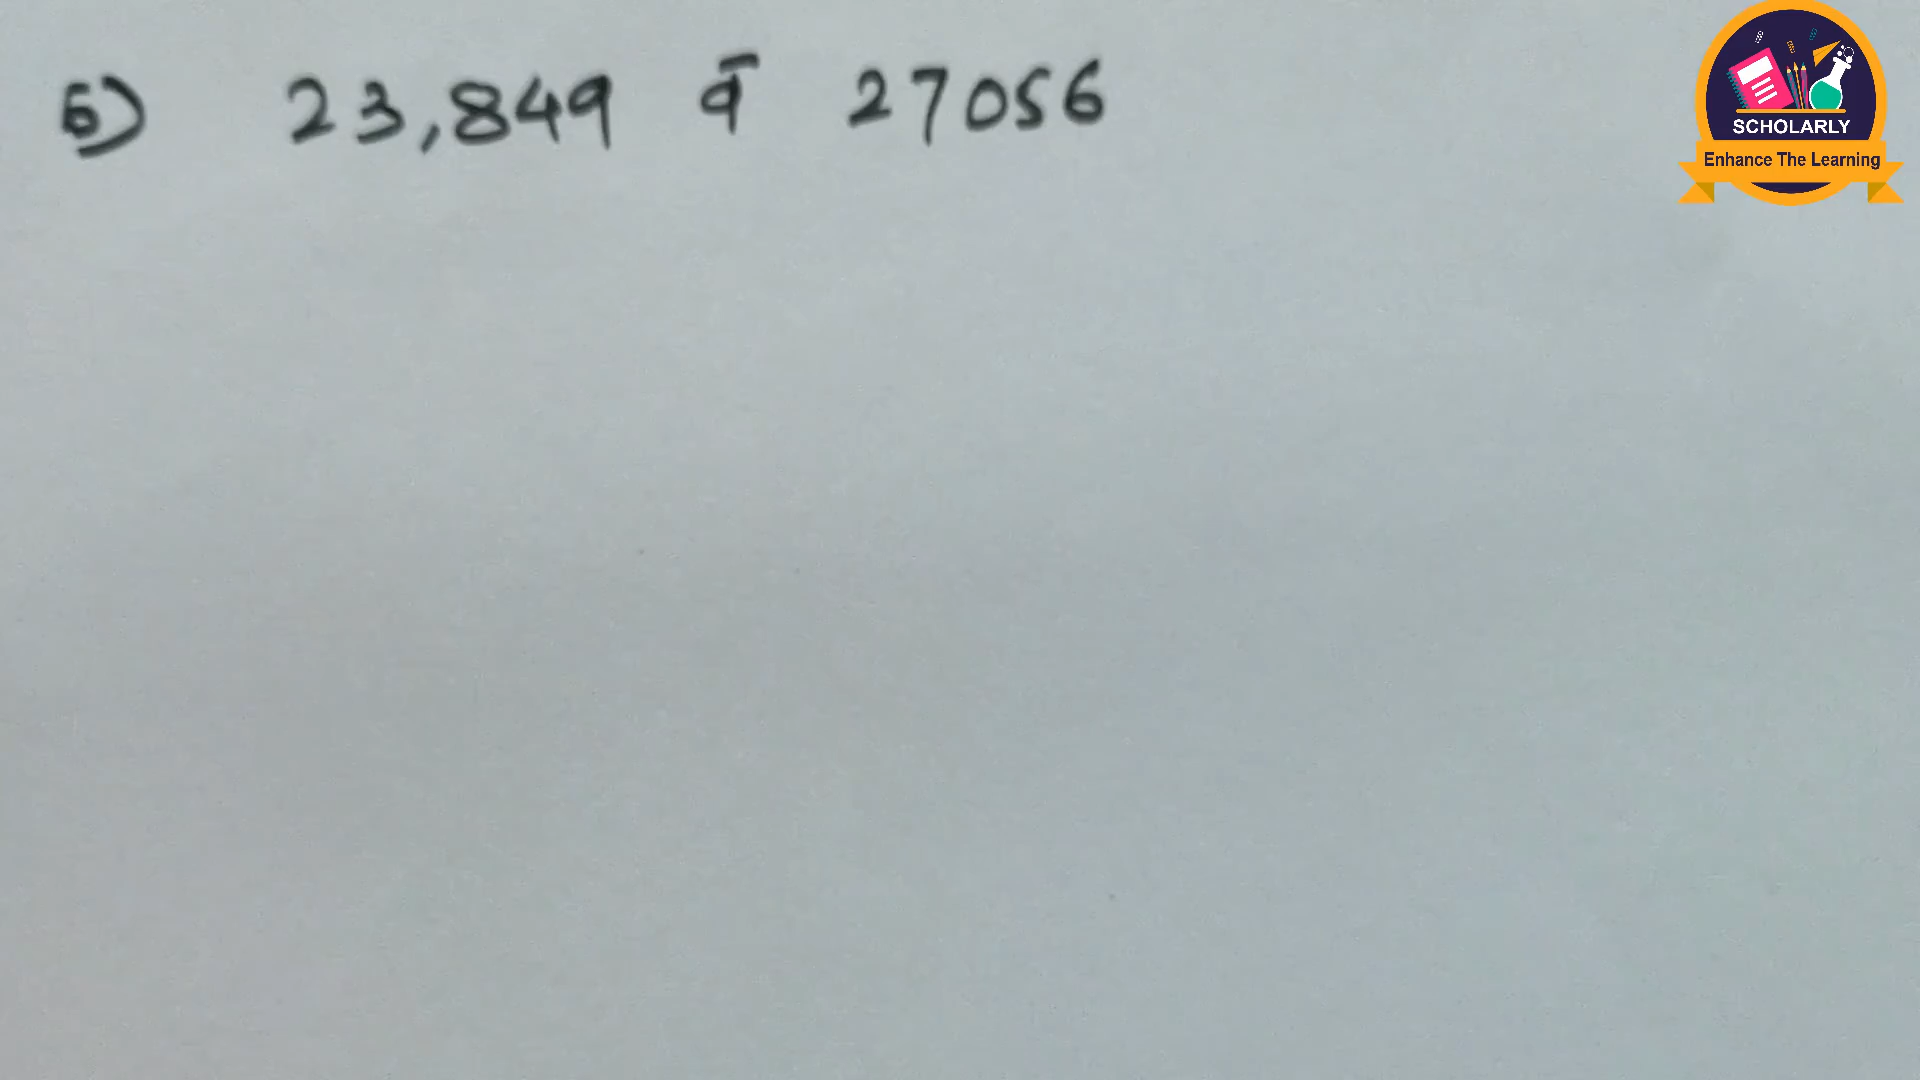 5) 23,849 व 27056
SCHOLARLY
Enhance The Learning